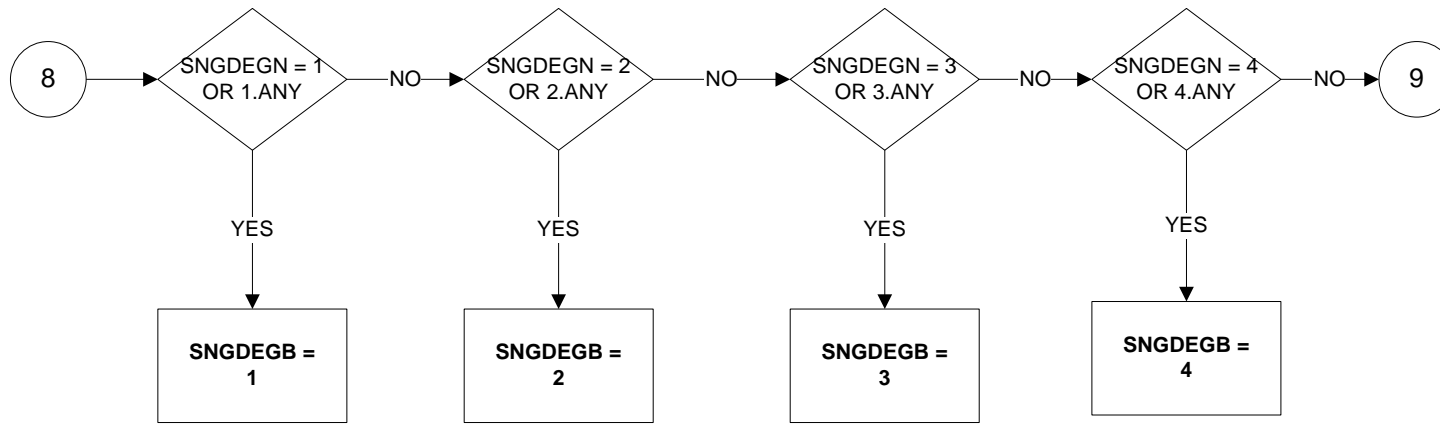 8
SNGDEGN = 1
OR 1.ANY
NO
SNGDEGN = 2
OR 2.ANY
NO
SNGDEGN = 3
OR 3.ANY
NO
SNGDEGN = 4
OR 4.ANY
NO
9
YES
YES
YES
YES
SNGDEGB =
1
SNGDEGB =
2
SNGDEGB =
3
SNGDEGB =
4